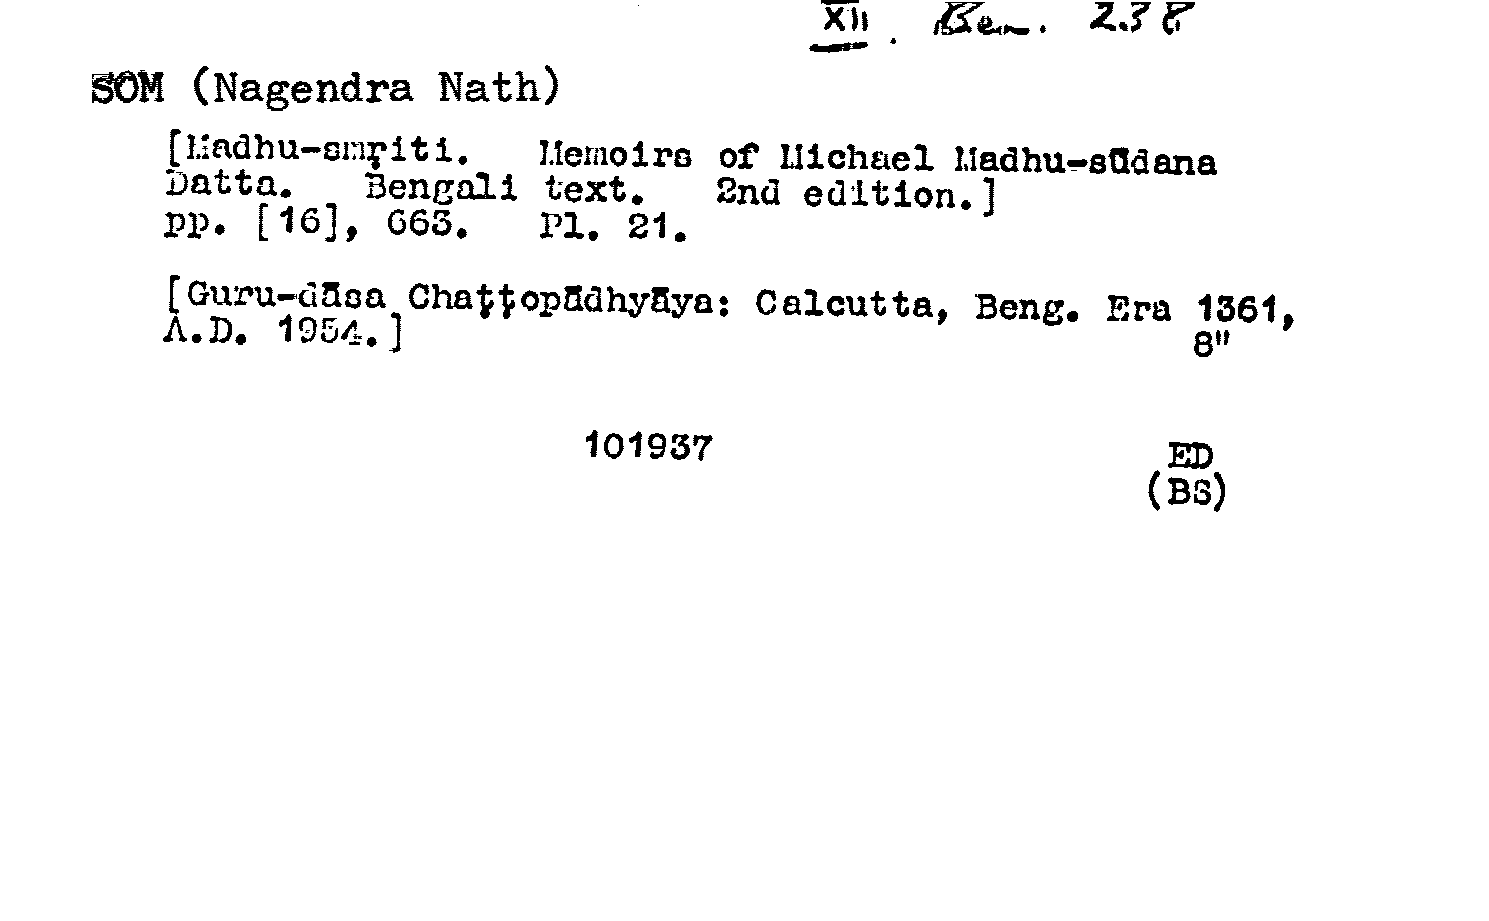 XII. Ben. 238
SOM (Nagendra Nath)
[Madhu-smṛiti. Memoirs of Michael Madhu-sūdana
Datta. Bengali text. 2nd edition.]
pp. [16], 663. Pl. 21.
[Guru-dāsa Chaṭṭopādhyāya: Calcutta, Beng. Era 1361,
A.D. 1954.]
8"
101937
ED
(BS)